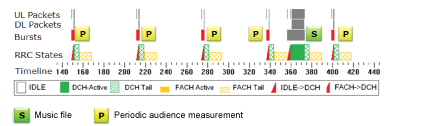 UL Packets
DL Packets
Bursts P P P P S P
RRC States
Timeline 140 160 180 200 220 240 260 280 300 320 340 360 380 400 420 440
IDLE DCH-Active DCH Tail FACH Active FACH Tail IDLE->DCH FACH->DCH
S Music file P Periodic audience measurement